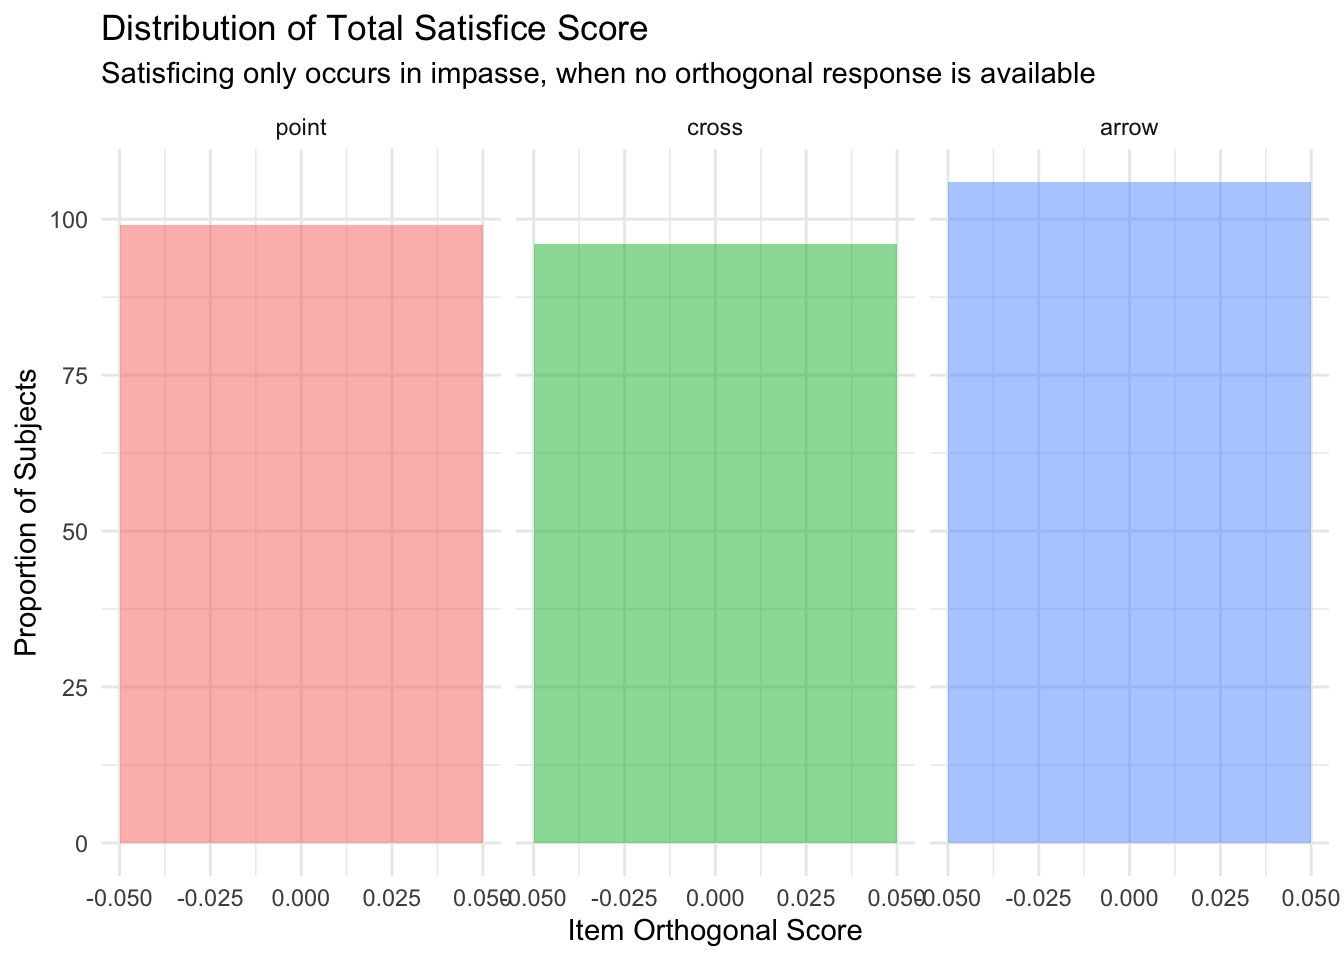 Distribution of Total Satisfice Score
Satisficing only occurs in impasse, when no orthogonal response is available
point cross arrow
100
75
50
25
0
Proportion of Subjects
-0.050 -0.025 0.000 0.025 0.050 -0.050 -0.025 0.000 0.025 0.050 -0.050 -0.025 0.000 0.025 0.050
Item Orthogonal Score